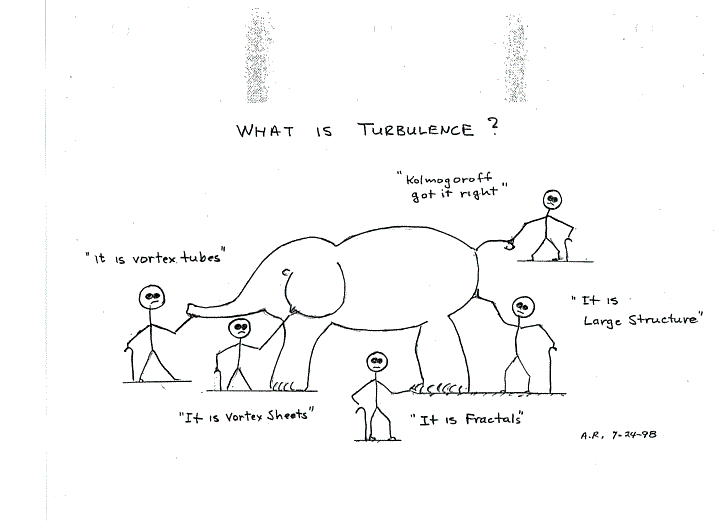 WHAT IS TURBULENCE?
"Kolmogoroff
got it right"
"it is vortex tubes"
"It is
Large Structure"
"It is Vortex Sheets"
"It is Fractals"
A.R, 7-24-98